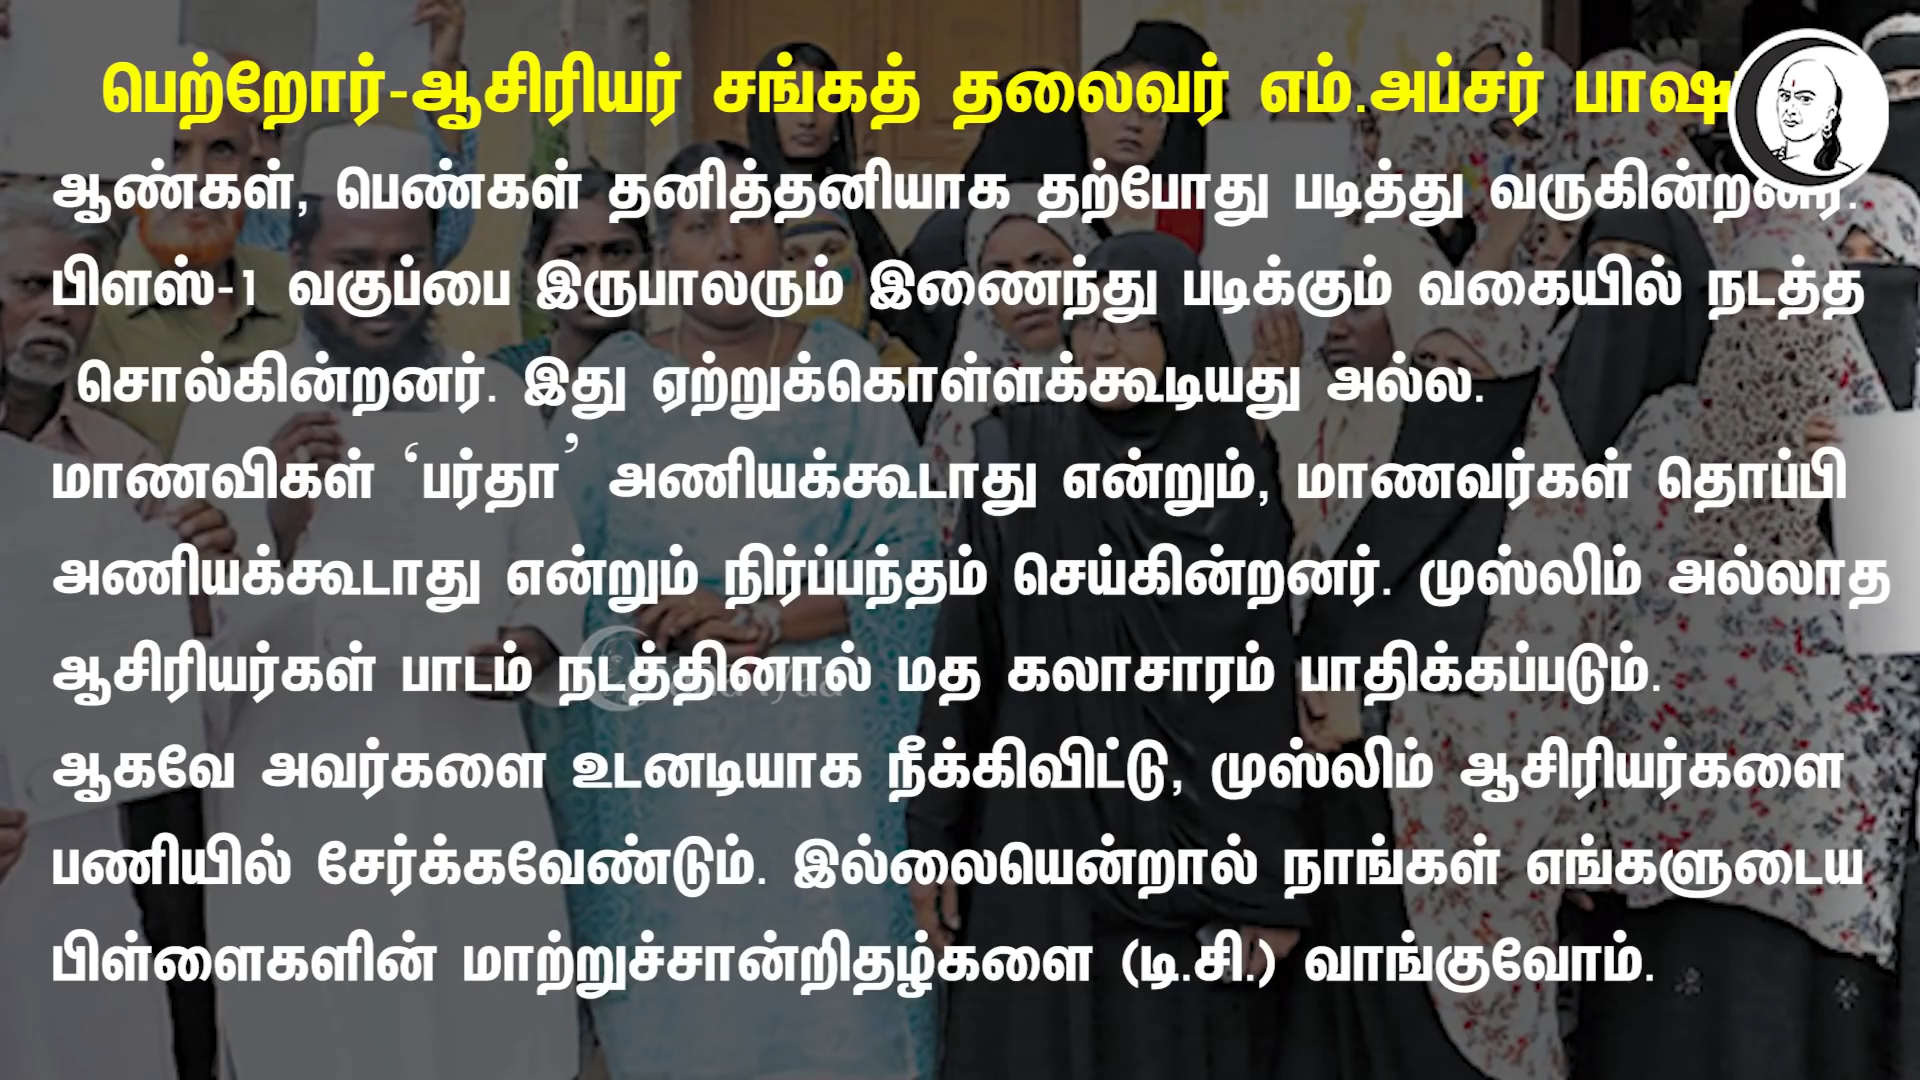 பெற்றோர்-ஆசிரியர் சங்கத் தலைவர் எம்.அப்சர் பாஷா
ஆண்கள், பெண்கள் தனித்தனியாக தற்போது படித்து வருகின்றனர்.
பிளஸ்-1 வகுப்பை இருபாலரும் இணைந்து படிக்கும் வகையில் நடத்த
சொல்கின்றனர். இது ஏற்றுக்கொள்ளக்கூடியது அல்ல.
மாணவிகள் ‘பர்தா’ அணியக்கூடாது என்றும், மாணவர்கள் தொப்பி
அணியக்கூடாது என்றும் நிர்ப்பந்தம் செய்கின்றனர். முஸ்லிம் அல்லாத
ஆசிரியர்கள் பாடம் நடத்தினால் மத கலாசாரம் பாதிக்கப்படும்.
ஆகவே அவர்களை உடனடியாக நீக்கிவிட்டு, முஸ்லிம் ஆசிரியர்களை
பணியில் சேர்க்கவேண்டும். இல்லையென்றால் நாங்கள் எங்களுடைய
பிள்ளைகளின் மாற்றுச்சான்றிதழ்களை (டி.சி.) வாங்குவோம்.